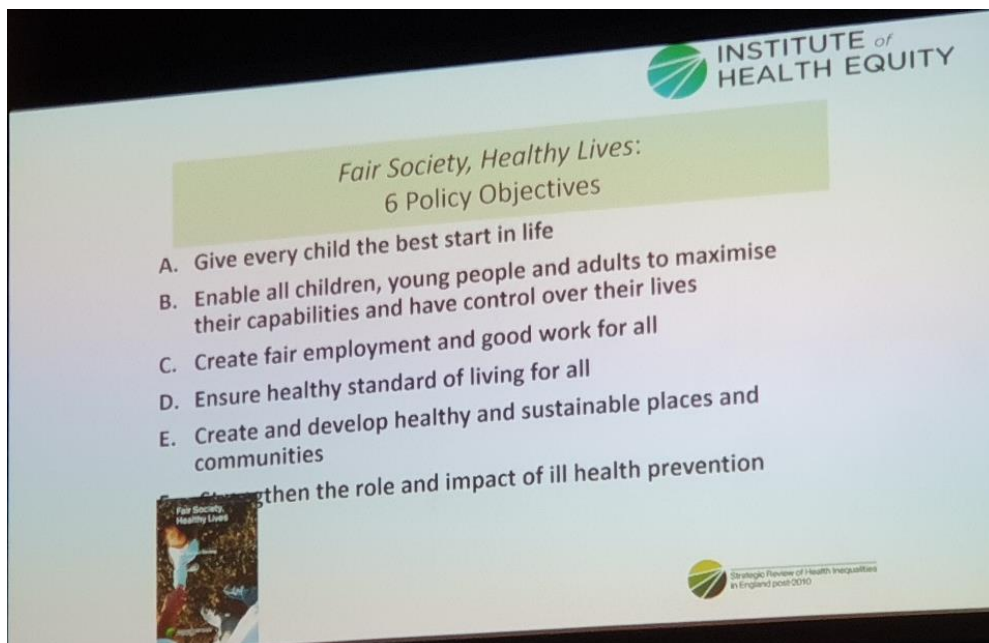 INSTITUTE of
HEALTH EQUITY
Fair Society, Healthy Lives:
6 Policy Objectives
A. Give every child the best start in life
B. Enable all children, young people and adults to maximise
their capabilities and have control over their lives
C. Create fair employment and good work for all
D. Ensure healthy standard of living for all
E. Create and develop healthy and sustainable places and
communities
then the role and impact of ill health prevention
Fair Society,
Healthy Lives
Strategic Review of Health Inequalities
in England post-2010